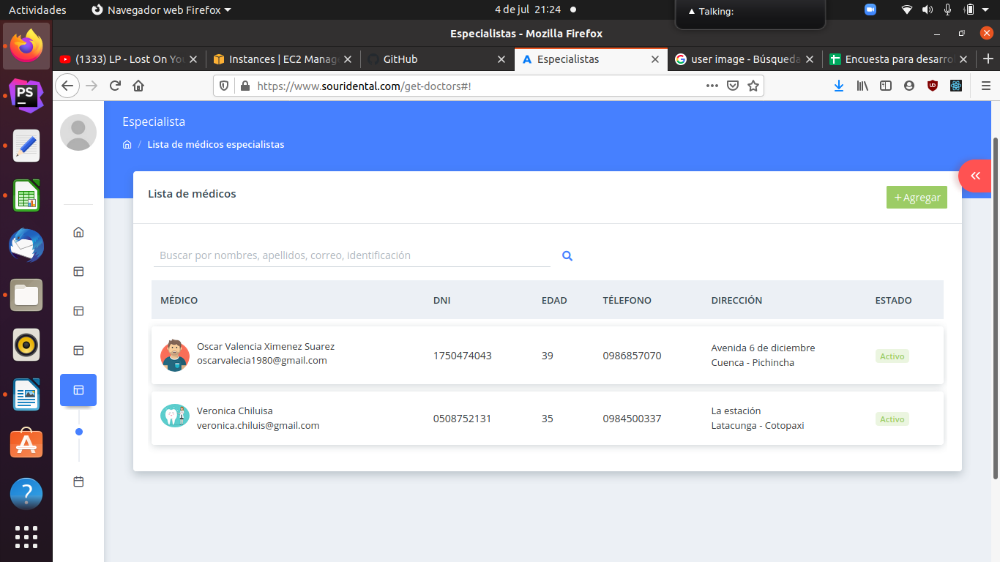 Actividades
Navegador web Firefox
4 de jul 21:24
Talking:
Especialistas - Mozilla Firefox
(1333) LP - Lost On You
Instances | EC2 Manag
GitHub
Especialistas
user image - Búsqueda
Encuesta para desarro
https://www.souridental.com/get-doctors#!
PS
Especialista
/ Lista de médicos especialistas
Lista de médicos
+ Agregar
Buscar por nombres, apellidos, correo, identificación
MÉDICO DNI EDAD TÉLEFONO DIRECCIÓN ESTADO
Oscar Valencia Ximenez Suarez
oscarvalecia1980@gmail.com
1750474043 39 0986857070
Avenida 6 de diciembre
Cuenca - Pichincha
Activo
Veronica Chiluisa
veronica.chiluis@gmail.com
0508752131 35 0984500337
La estación
Latacunga - Cotopaxi
Activo